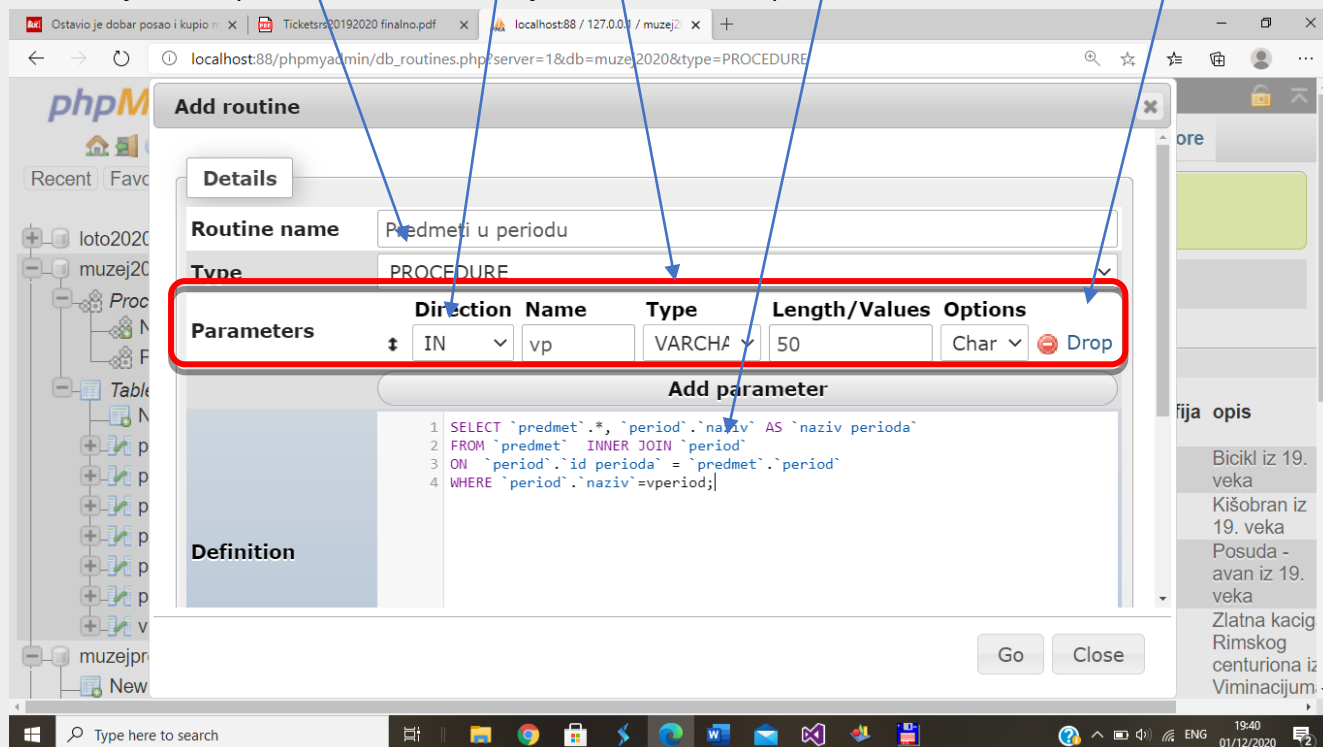 Ostavio je dobar posao i kupio n
Ticketsrs20192020 finalno.pdf
localhost:88 / 127.0.0.1 / muzej2
localhost:88/phpmyadmin/db_routines.php?server=1&db=muzej2020&type=PROCEDURE
phpM
Add routine
ore
Recent Favo
Details
Routine name Predmeti u periodu
loto2020
muzej20
Type PROCEDURE
Proc
Direction Name Type Length/Values Options
Parameters IN vp VARCHA 50 Char Drop
N
F
Table
Add parameter
N
fija opis
1 SELECT `predmet`.*, `period`.`naziv` AS `naziv perioda`
2 FROM `predmet` INNER JOIN `period`
3 ON `period`.`id perioda` = `predmet`.`period`
4 WHERE `period`.`naziv`=vperiod;
p
p
p
p
p
v
Definition
Bicikl iz 19.
veka
Kišobran iz
19. veka
Posuda -
avan iz 19.
veka
Zlatna kacig
Rimskog
centuriona iz
Viminacijum
muzejpr
New
Go Close
Type here to search
ENG
19:40
01/12/2020
2